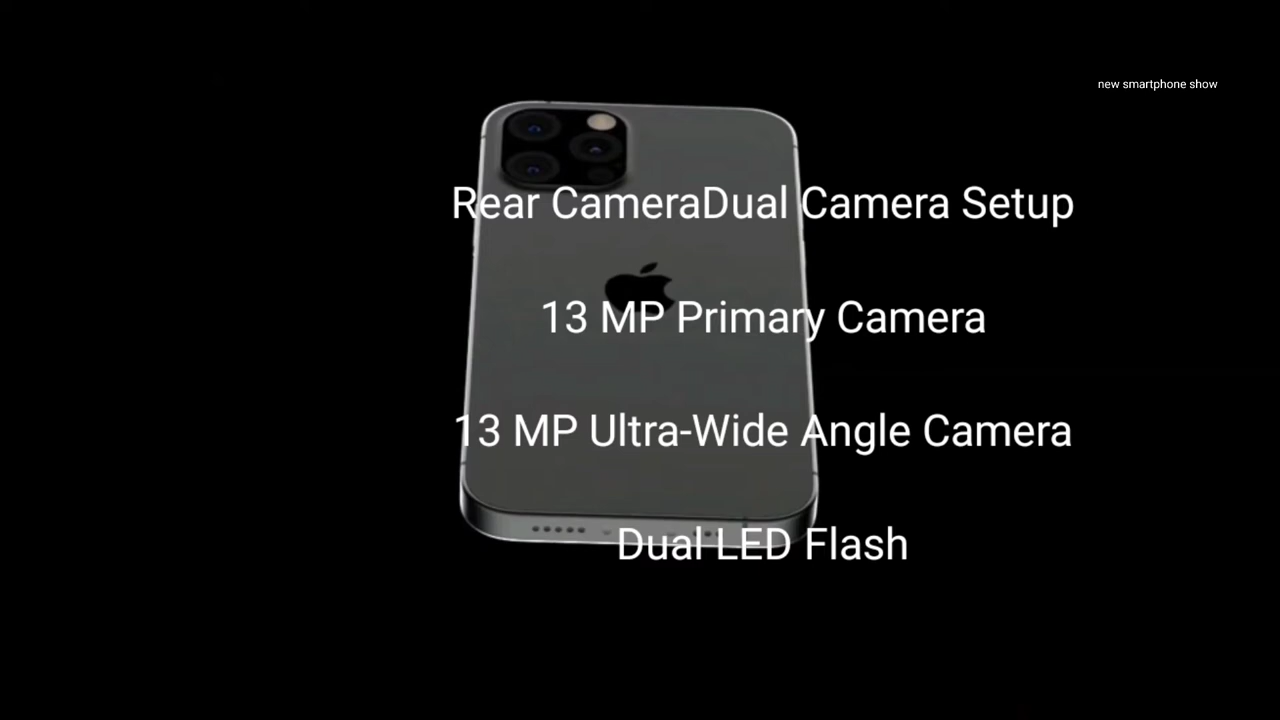 new smartphone show
Rear CameraDual Camera Setup
13 MP Primary Camera
13 MP Ultra-Wide Angle Camera
Dual LED Flash